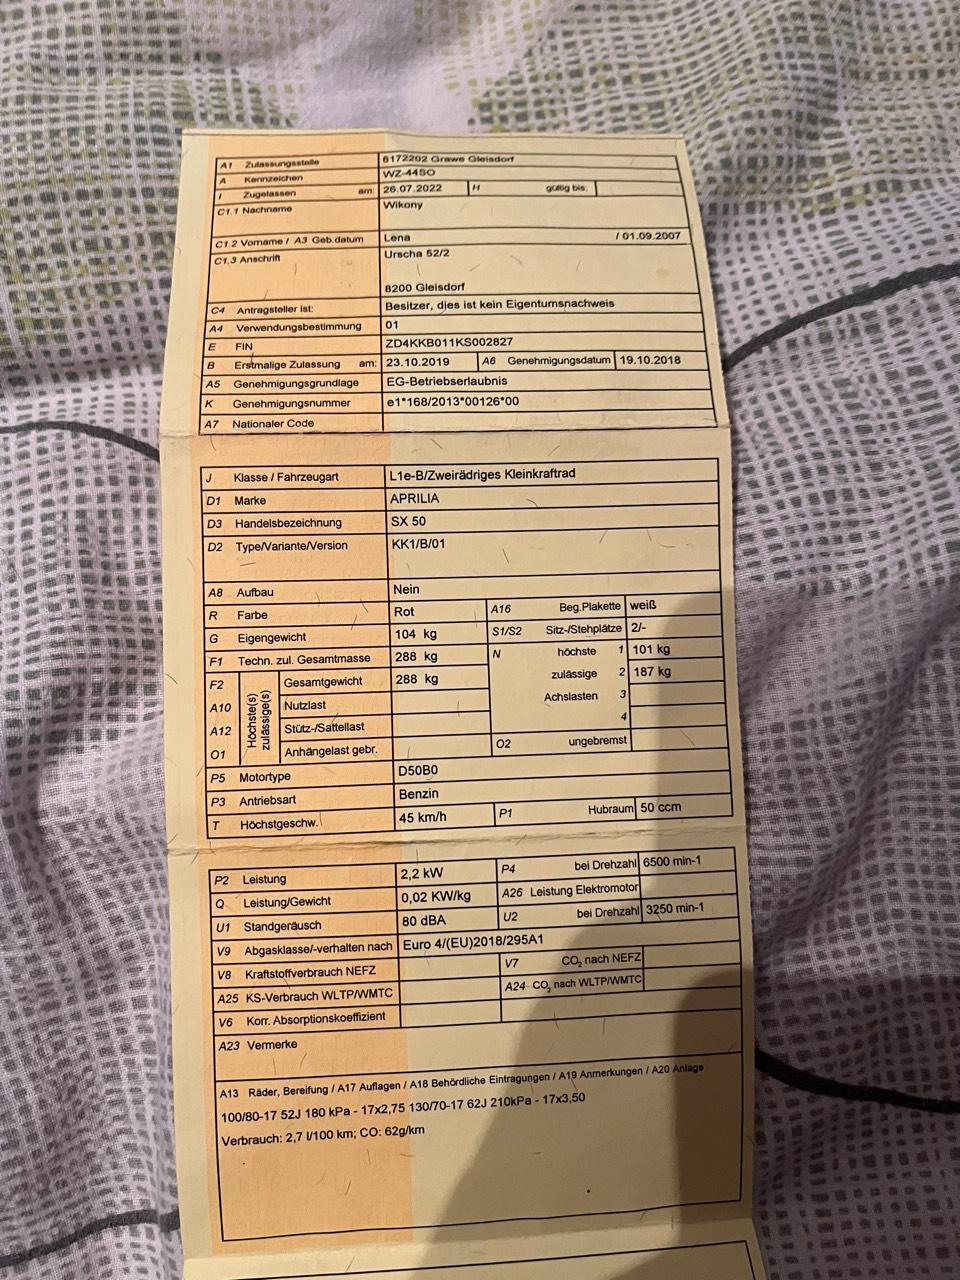 A1 Zulassungsstelle 6172202 Grawe Gleisdorf
A Kennzeichen WZ-44SO
I Zugelassen am: 26.07.2022 H gültig bis:
C1.1 Nachname Wikony
C1.2 Vorname / A3 Geb.datum Lena / 01.09.2007
C1.3 Anschrift Urscha 52/2
8200 Gleisdorf
C4 Antragsteller ist: Besitzer, dies ist kein Eigentumsnachweis
A4 Verwendungsbestimmung 01
E FIN ZD4KKB011KS002827
B Erstmalige Zulassung am: 23.10.2019 A6 Genehmigungsdatum 19.10.2018
A5 Genehmigungsgrundlage EG-Betriebserlaubnis
K Genehmigungsnummer e1*168/2013*00126*00
A7 Nationaler Code
J Klasse / Fahrzeugart L1e-B/Zweirädriges Kleinkraftrad
D1 Marke APRILIA
D3 Handelsbezeichnung SX 50
D2 Type/Variante/Version KK1/B/01
A8 Aufbau Nein
R Farbe Rot A16 Beg.Plakette weiß
G Eigengewicht 104 kg S1/S2 Sitz-/Stehplätze 2/-
F1 Techn. zul. Gesamtmasse 288 kg N höchste 1 101 kg
F2 Höchste(s) zulässige(s) Gesamtgewicht 288 kg zulässige 2 187 kg
A10 Nutzlast Achslasten 3
A12 Stütz-/Sattellast 4
O1 Anhängelast gebr. O2 ungebremst
P5 Motortype D50B0
P3 Antriebsart Benzin
T Höchstgeschw. 45 km/h P1 Hubraum 50 ccm
P2 Leistung 2,2 kW P4 bei Drehzahl 6500 min-1
Q Leistung/Gewicht 0,02 KW/kg A26 Leistung Elektromotor
U1 Standgeräusch 80 dBA U2 bei Drehzahl 3250 min-1
V9 Abgasklasse/-verhalten nach Euro 4/(EU)2018/295A1
V8 Kraftstoffverbrauch NEFZ V7 CO₂ nach NEFZ
A25 KS-Verbrauch WLTP/WMTC A24 CO₂ nach WLTP/WMTC
V6 Korr. Absorptionskoeffizient
A23 Vermerke
A13 Räder, Bereifung / A17 Auflagen / A18 Behördliche Eintragungen / A19 Anmerkungen / A20 Anlage
100/80-17 52J 180 kPa - 17x2,75 130/70-17 62J 210kPa - 17x3,50
Verbrauch: 2,7 l/100 km; CO: 62g/km